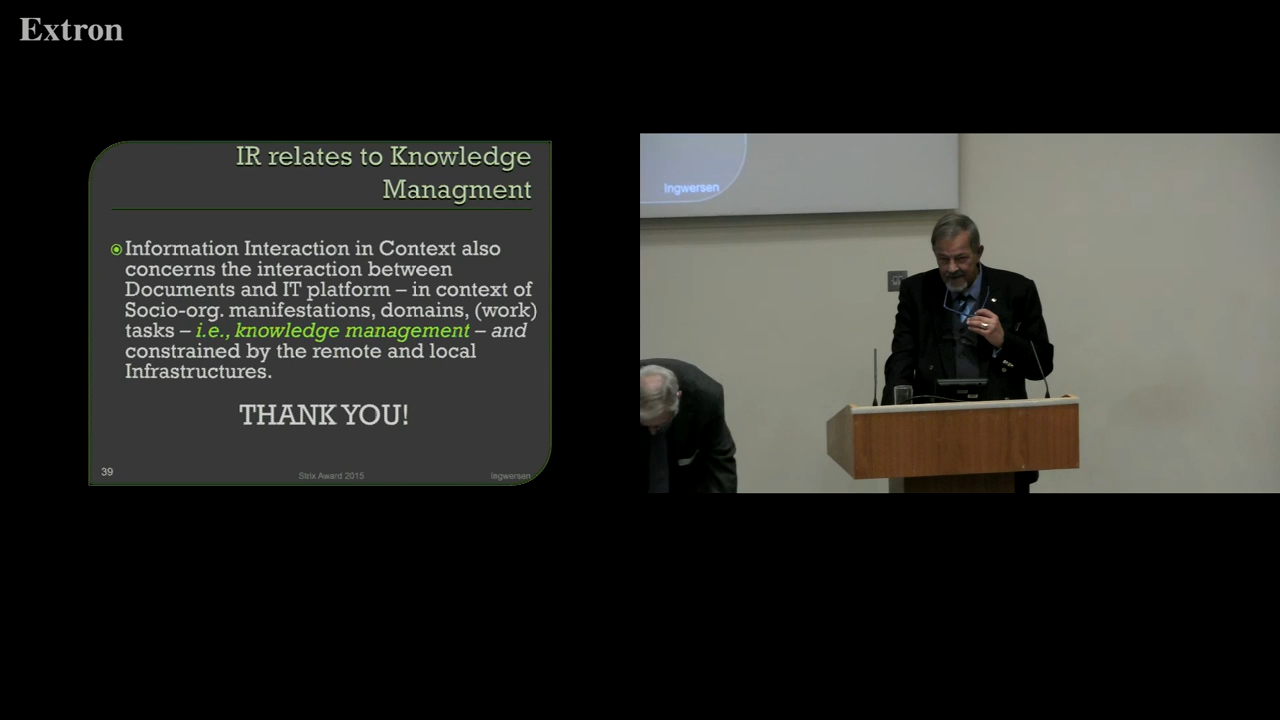 Extron
IR relates to Knowledge
Managment
Information Interaction in Context also
concerns the interaction between
Documents and IT platform – in context of
Socio-org. manifestations, domains, (work)
tasks – i.e., knowledge management – and
constrained by the remote and local
Infrastructures.
THANK YOU!
39
Strix Award 2015
Ingwersen
Ingwersen